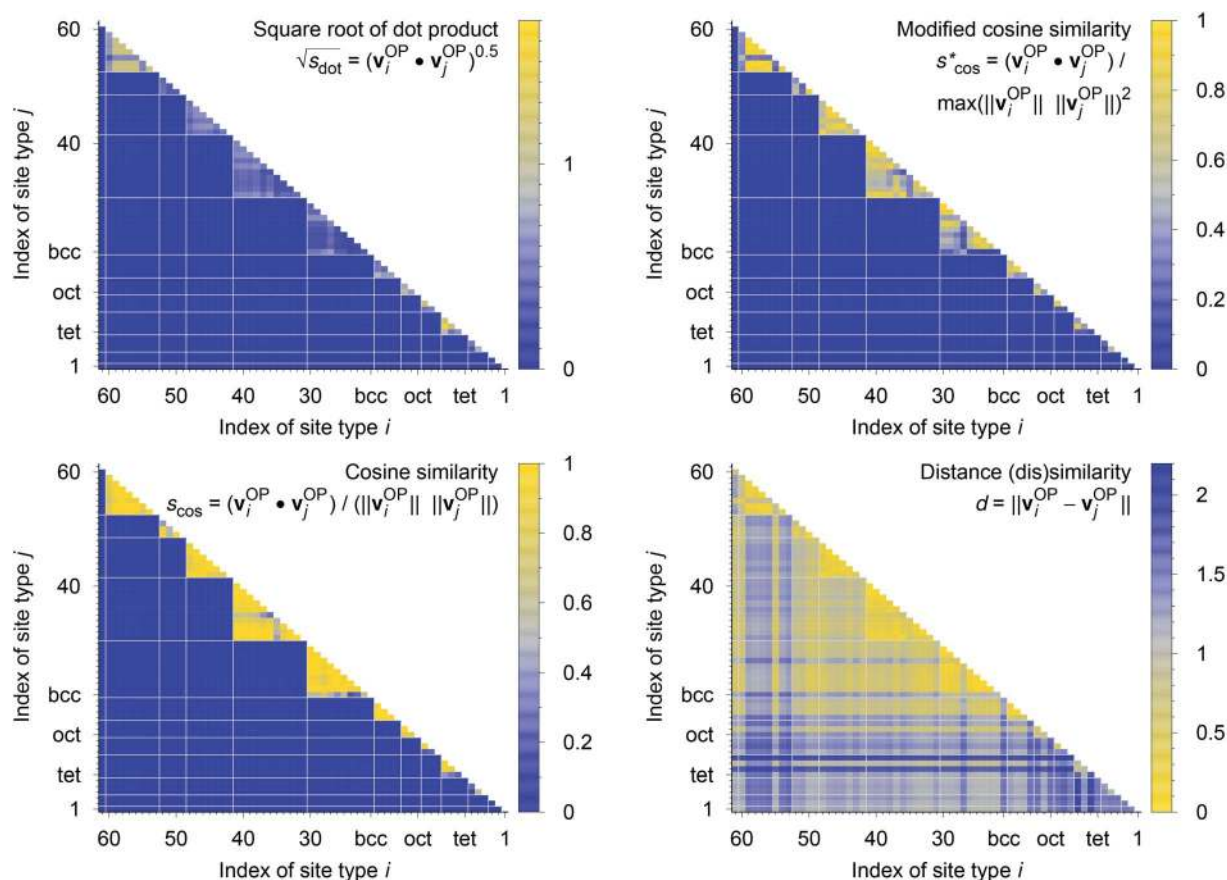 Square root of dot product
√s_dot = (v_i^OP • v_j^OP)^0.5
60
40
bcc
oct
tet
1
Index of site type j
60 50 40 30 bcc oct tet 1
Index of site type i
1
0
Modified cosine similarity
s*_cos = (v_i^OP • v_j^OP) /
max(||v_i^OP|| ||v_j^OP||)^2
60
40
bcc
oct
tet
1
Index of site type j
60 50 40 30 bcc oct tet 1
Index of site type i
1
0.8
0.6
0.4
0.2
0
Cosine similarity
s_cos = (v_i^OP • v_j^OP) / (||v_i^OP|| ||v_j^OP||)
60
40
bcc
oct
tet
1
Index of site type j
60 50 40 30 bcc oct tet 1
Index of site type i
1
0.8
0.6
0.4
0.2
0
Distance (dis)similarity
d = ||v_i^OP − v_j^OP||
60
40
bcc
oct
tet
1
Index of site type j
60 50 40 30 bcc oct tet 1
Index of site type i
2
1.5
1
0.5
0